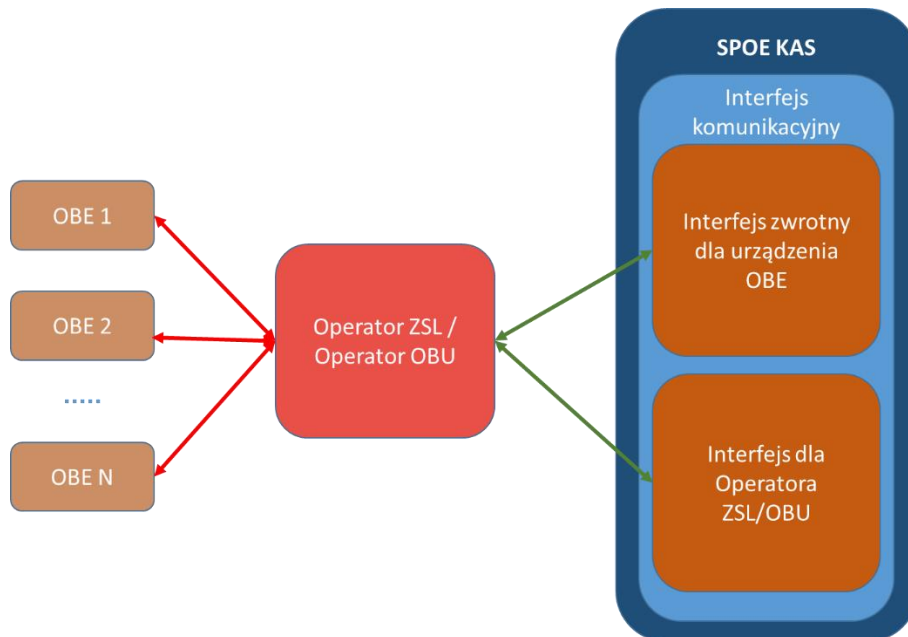 SPOE KAS
Interfejs
komunikacyjny
OBE 1
Interfejs zwrotny
dla urządzenia
OBE
OBE 2
Operator ZSL /
Operator OBU
.....
OBE N
Interfejs dla
Operatora
ZSL/OBU